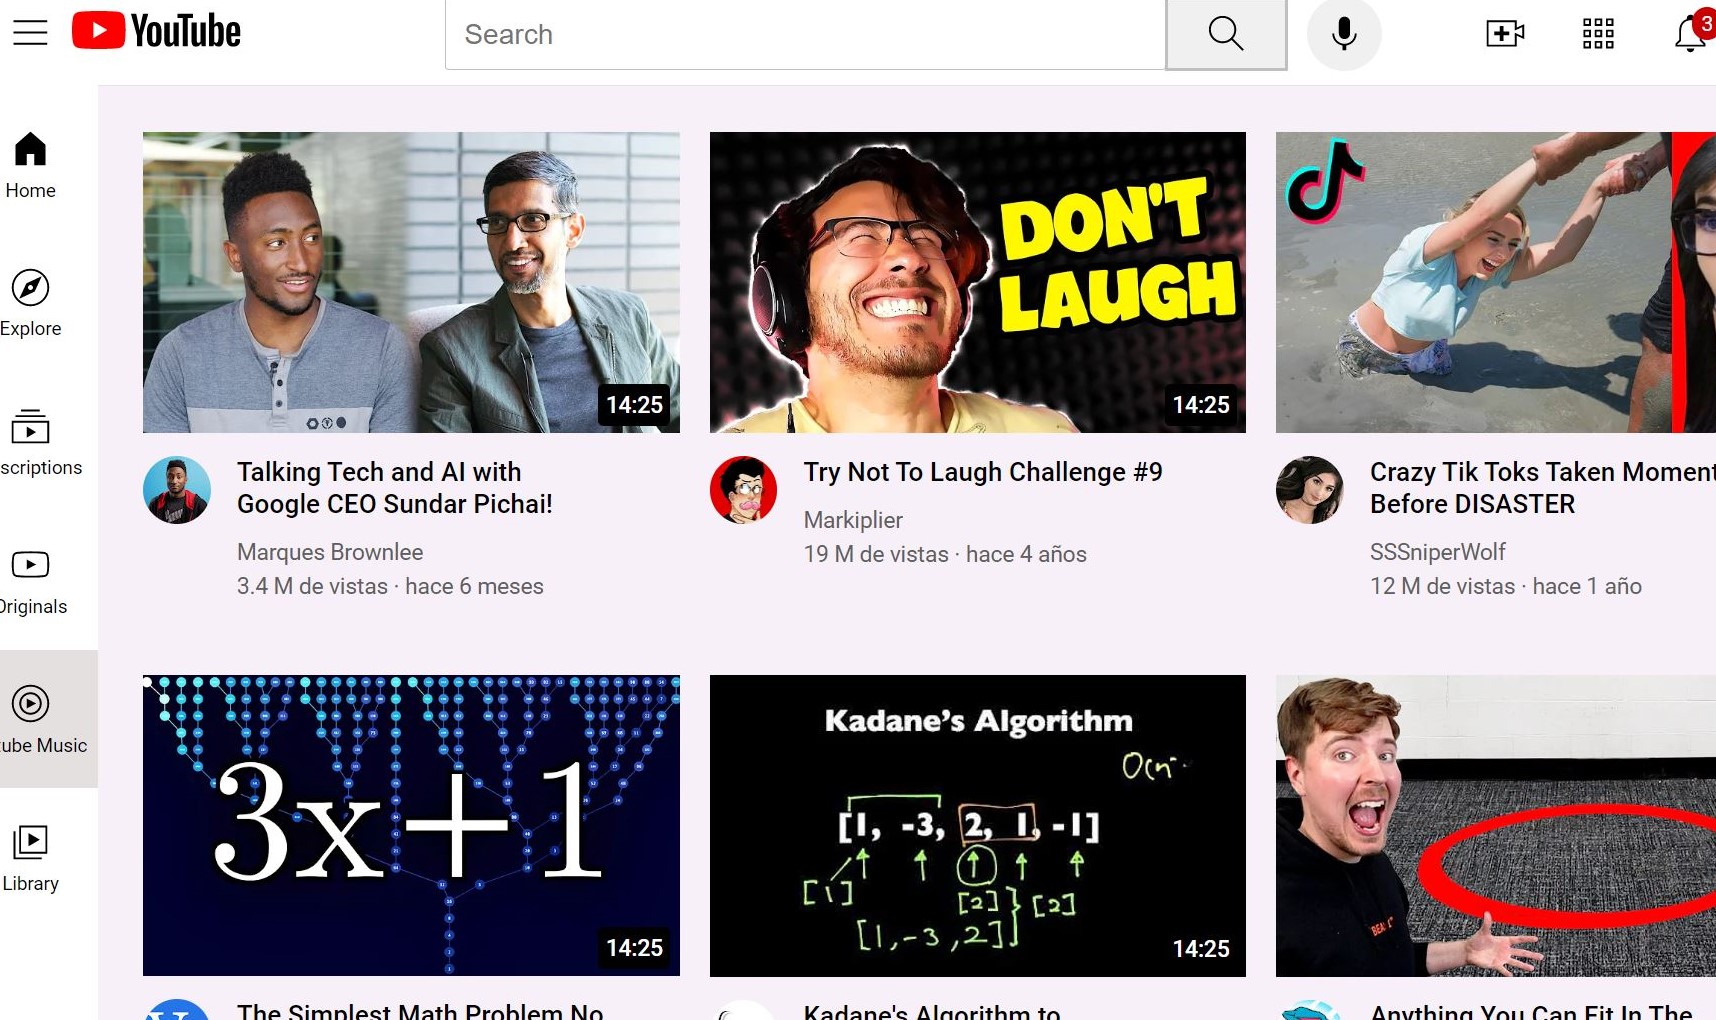 YouTube
Search
3
Home
Explore
scriptions
Originals
ube Music
Library
DON'T
LAUGH
14:25
14:25
Talking Tech and AI with
Google CEO Sundar Pichai!
Marques Brownlee
3.4 M de vistas · hace 6 meses
Try Not To Laugh Challenge #9
Markiplier
19 M de vistas · hace 4 años
Crazy Tik Toks Taken Moment
Before DISASTER
SSSniperWolf
12 M de vistas · hace 1 año
3x+1
14:25
Kadane's Algorithm
O(n
[1, -3, 2, 1, -1]
[1]
[2]
[2]
[1,-3,2]
14:25
The Simplest Math Problem No
Kadane's Algorithm to
Anything You Can Fit In The